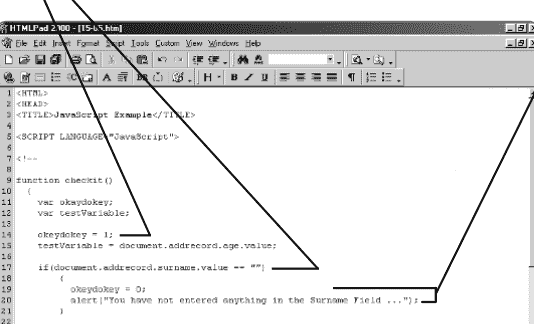 HTMLPad 2100 - [15-65.htm]
File Edit Insert Format Script Tools Custom View Windows Help
H B I U ¶
1 <HTML>
2 <HEAD>
3 <TITLE>JavaScript Example</TITLE>
4
5 <SCRIPT LANGUAGE="JavaScript">
6
7 <!--
8
9 function checkit()
10 {
11 var okaydokey;
12 var testVariable;
13
14 okeydokey = 1;
15 testVariable = document.addrecord.age.value;
16
17 if(document.addrecord.surname.value == "")
18 {
19 okeydokey = 0;
20 alert("You have not entered anything in the Surname Field ...");
21 }
22